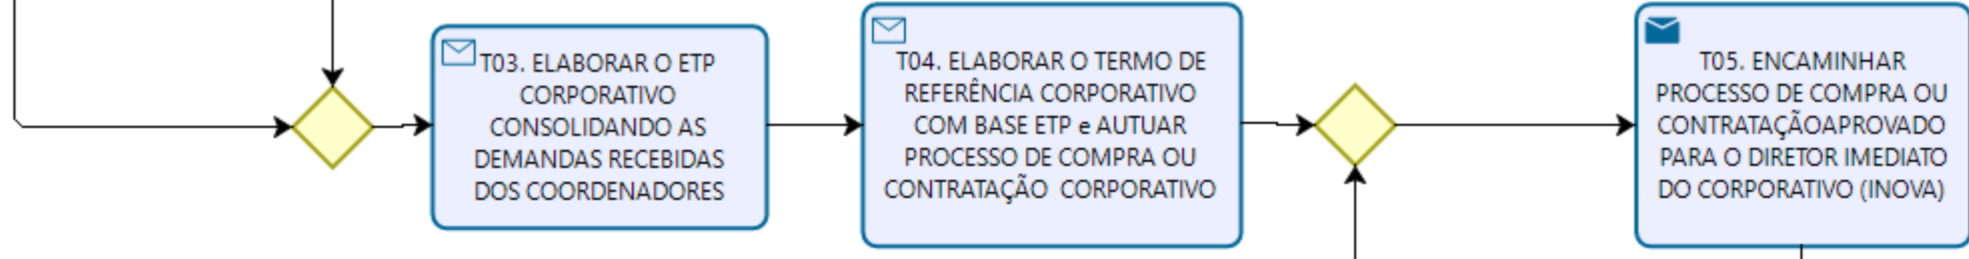 T03. ELABORAR O ETP
CORPORATIVO
CONSOLIDANDO AS
DEMANDAS RECEBIDAS
DOS COORDENADORES
T04. ELABORAR O TERMO DE
REFERÊNCIA CORPORATIVO
COM BASE ETP e AUTUAR
PROCESSO DE COMPRA OU
CONTRATAÇÃO CORPORATIVO
T05. ENCAMINHAR
PROCESSO DE COMPRA OU
CONTRATAÇÃOAPROVADO
PARA O DIRETOR IMEDIATO
DO CORPORATIVO (INOVA)